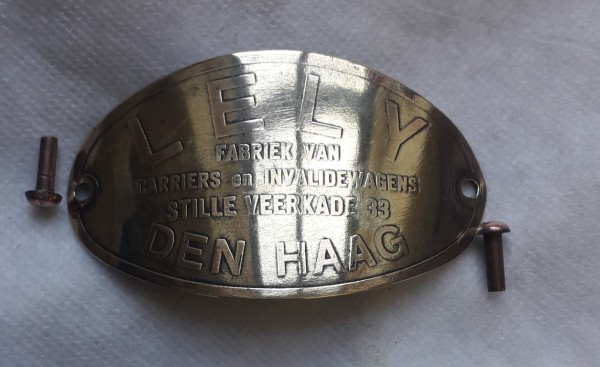 LELY
FABRIEK VAN
CARRIERS en INVALIDEWAGENS
STILLE VEERKADE 33
DEN HAAG